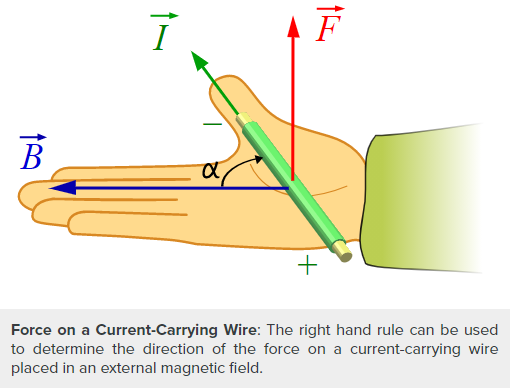 I
F
−
B
α
+
Force on a Current-Carrying Wire: The right hand rule can be used
to determine the direction of the force on a current-carrying wire
placed in an external magnetic field.